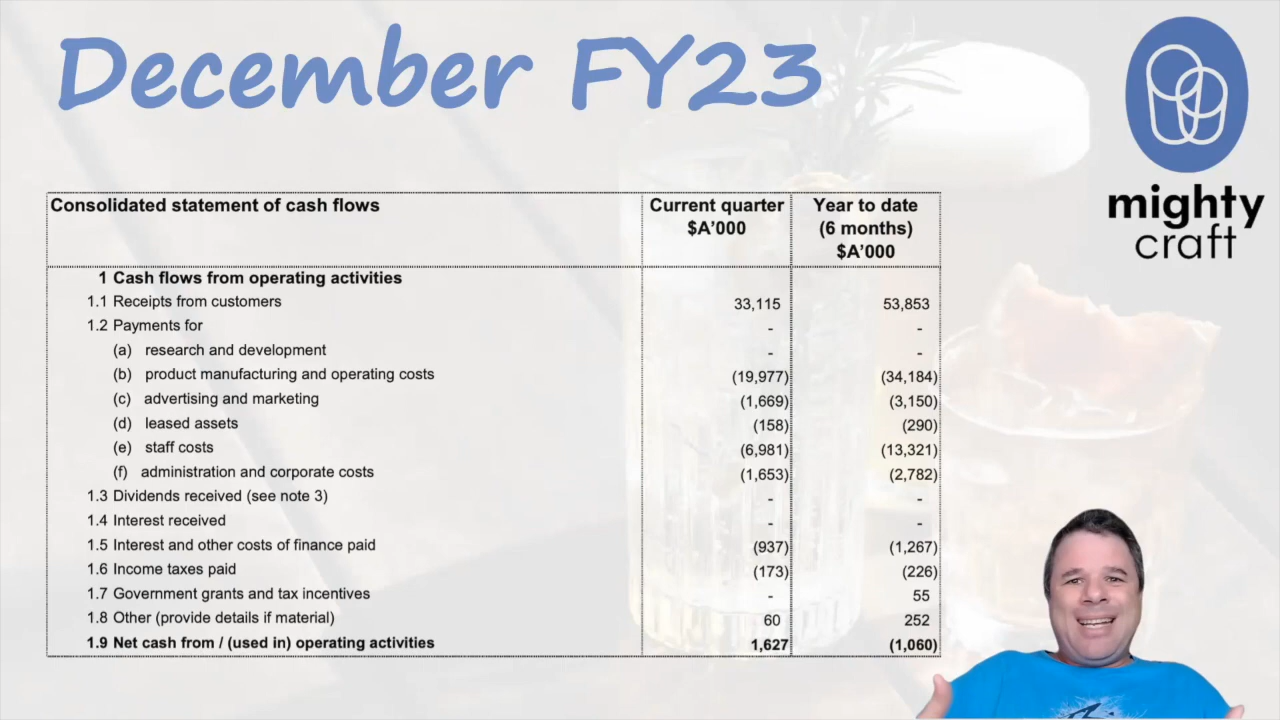 December FY23
mighty
craft
Consolidated statement of cash flows Current quarter $A'000 Year to date (6 months) $A'000
1 Cash flows from operating activities
1.1 Receipts from customers 33,115 53,853
1.2 Payments for - -
(a) research and development - -
(b) product manufacturing and operating costs (19,977) (34,184)
(c) advertising and marketing (1,669) (3,150)
(d) leased assets (158) (290)
(e) staff costs (6,981) (13,321)
(f) administration and corporate costs (1,653) (2,782)
1.3 Dividends received (see note 3) - -
1.4 Interest received - -
1.5 Interest and other costs of finance paid (937) (1,267)
1.6 Income taxes paid (173) (226)
1.7 Government grants and tax incentives - 55
1.8 Other (provide details if material) 60 252
1.9 Net cash from / (used in) operating activities 1,627 (1,060)